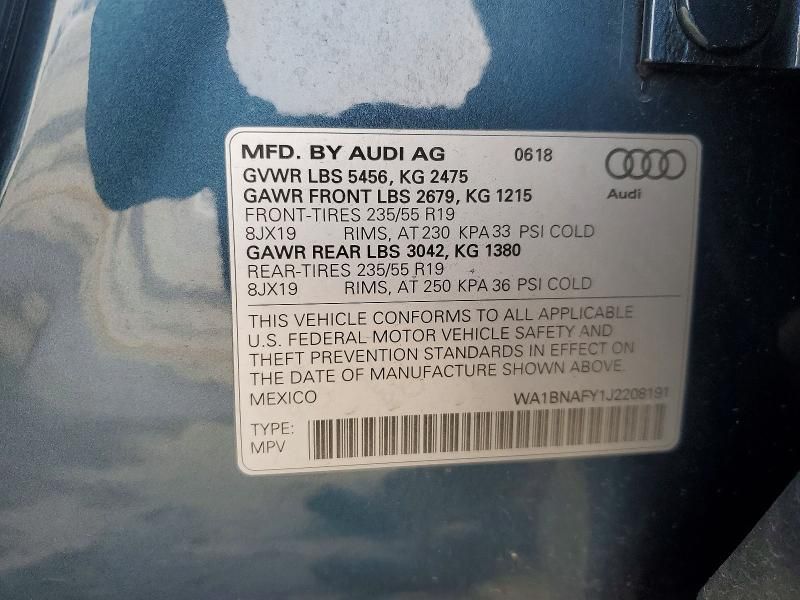 MFD. BY AUDI AG 0618
GVWR LBS 5456, KG 2475
GAWR FRONT LBS 2679, KG 1215
FRONT-TIRES 235/55 R19
8JX19 RIMS, AT 230 KPA 33 PSI COLD
GAWR REAR LBS 3042, KG 1380
REAR-TIRES 235/55 R19
8JX19 RIMS, AT 250 KPA 36 PSI COLD
Audi
THIS VEHICLE CONFORMS TO ALL APPLICABLE
U.S. FEDERAL MOTOR VEHICLE SAFETY AND
THEFT PREVENTION STANDARDS IN EFFECT ON
THE DATE OF MANUFACTURE SHOWN ABOVE.
MEXICO WA1BNAFY1J2208191
TYPE:
MPV